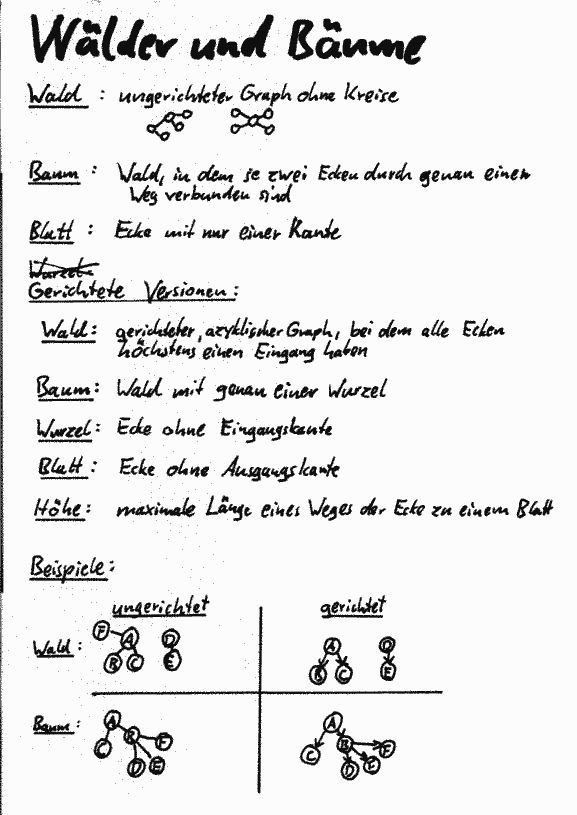 Wälder und Bäume
Wald : ungerichteter Graph ohne Kreise
Baum : Wald, in dem je zwei Ecken durch genau einen
Weg verbunden sind
Blatt : Ecke mit nur einer Kante
Wurzel:
Gerichtete Versionen:
Wald: gerichteter, azyklischer Graph, bei dem alle Ecken
höchstens einen Eingang haben
Baum: Wald mit genau einer Wurzel
Wurzel: Ecke ohne Eingangskante
Blatt: Ecke ohne Ausgangskante
Höhe: maximale Länge eines Weges der Ecke zu einem Blatt
Beispiele:
ungerichtet gerichtet
Wald:
F A D
B C E
A D
B C E
Baum:
A
C B F
D E
A
C B F
D E